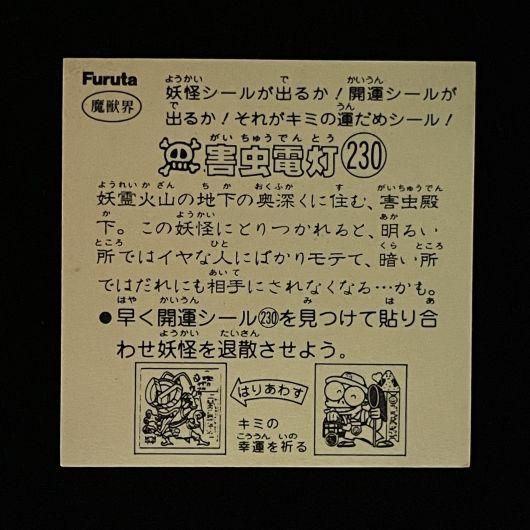 Furuta
魔獣界
妖怪シールが出るか！開運シールが
出るか！それがキミの運だめシール！
害虫電灯 230
妖霊火山の地下の奥深くに住む、害虫殿
下。この妖怪にとりつかれると、明るい
所ではイヤな人にばかりモテて、暗い所
ではだれにも相手にされなくなる…かも。
●早く開運シール230を見つけて貼り合
わせ妖怪を退散させよう。
はりあわす
キミの
幸運を祈る